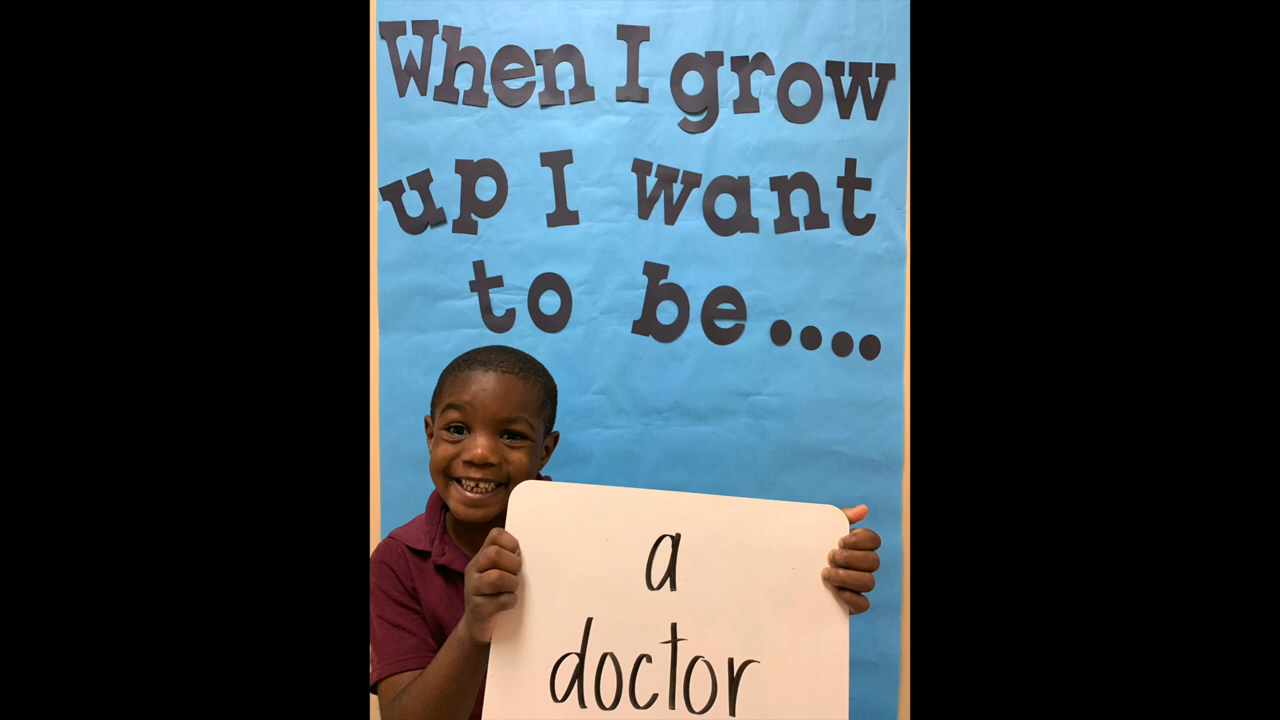 When I grow
up I want
to be....
a
doctor